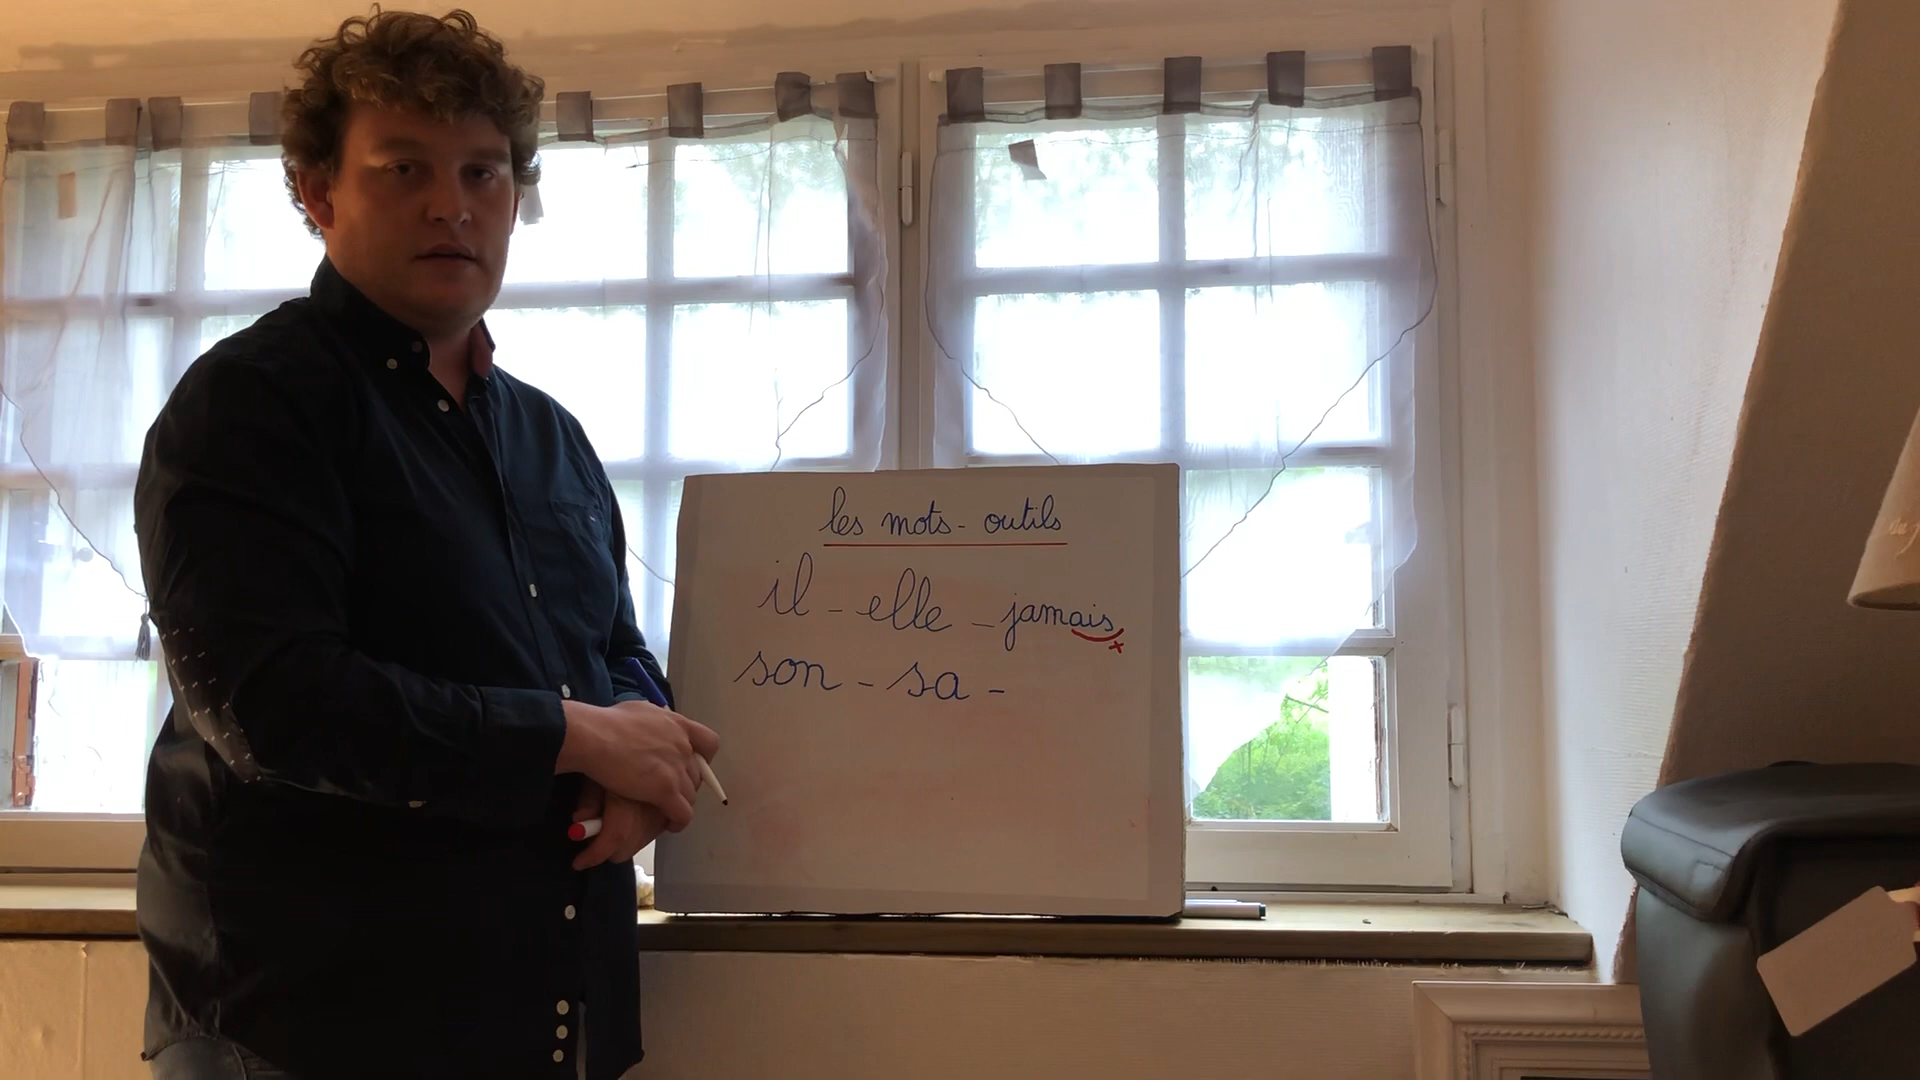 les mots-outils
il - elle - jamais
x
son - sa -